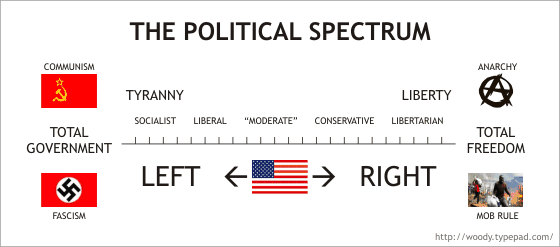 THE POLITICAL SPECTRUM
COMMUNISM
ANARCHY
TYRANNY
LIBERTY
SOCIALIST
LIBERAL
“MODERATE”
CONSERVATIVE
LIBERTARIAN
TOTAL
GOVERNMENT
TOTAL
FREEDOM
LEFT
RIGHT
FASCISM
MOB RULE
http://woody.typepad.com/